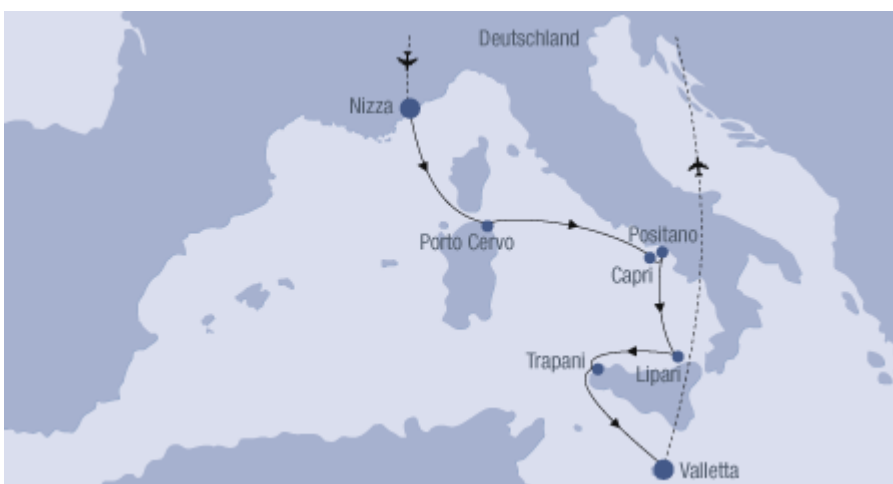 Deutschland
Nizza
Porto Cervo
Positano
Capri
Trapani
Lipari
Valletta